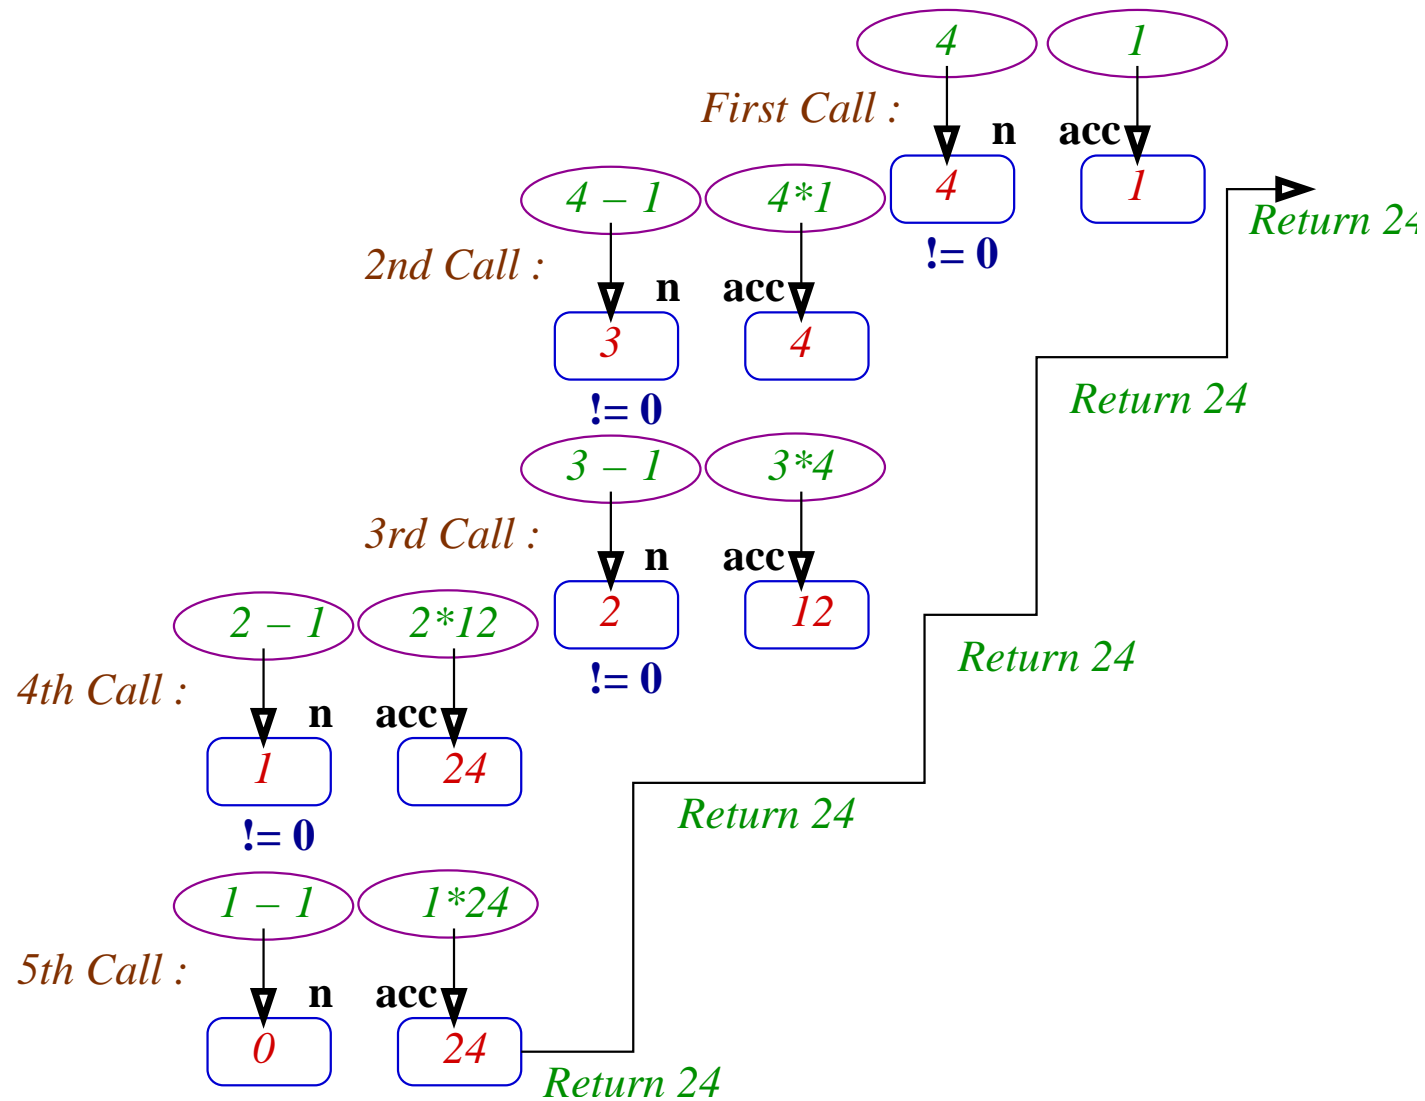 4 1
First Call :
n acc
4 1
!= 0
Return 24
4 – 1 4*1
2nd Call :
n acc
3 4
!= 0
Return 24
3 – 1 3*4
3rd Call :
n acc
2 12
!= 0
Return 24
2 – 1 2*12
4th Call :
n acc
1 24
!= 0
Return 24
1 – 1 1*24
5th Call :
n acc
0 24
Return 24